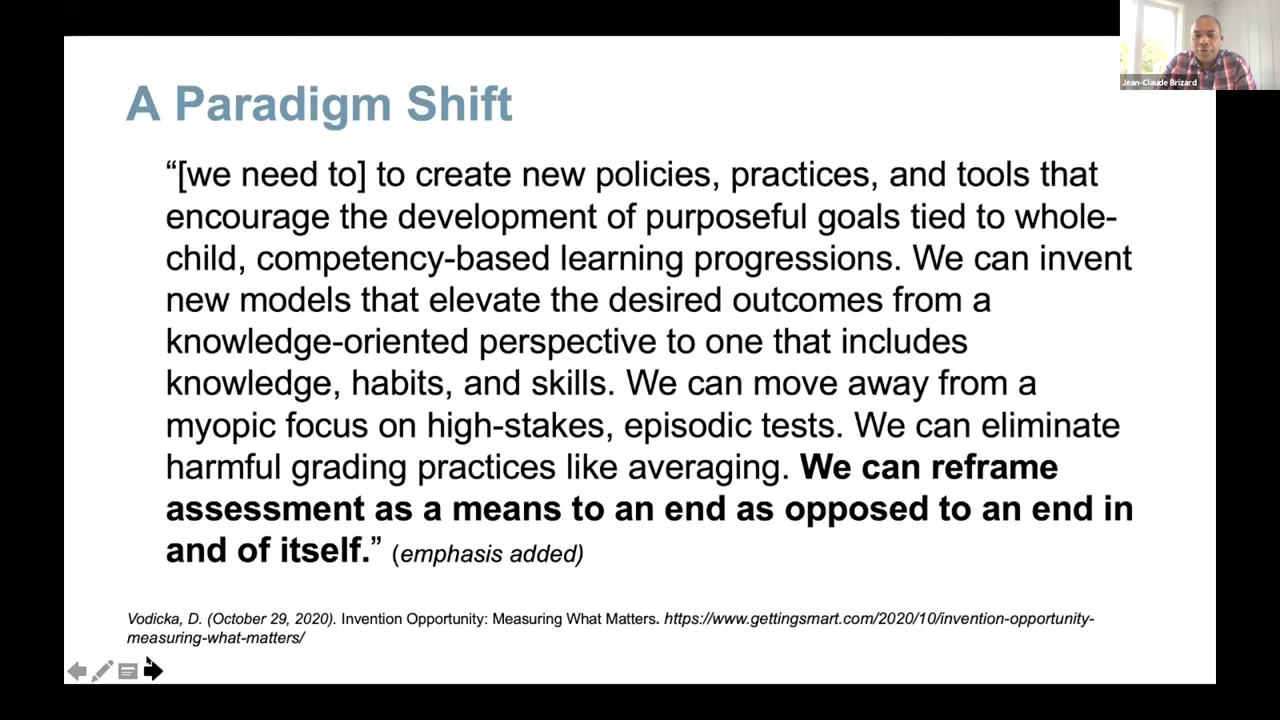 Jean-Claude Brizard
A Paradigm Shift
“[we need to] to create new policies, practices, and tools that
encourage the development of purposeful goals tied to whole-
child, competency-based learning progressions. We can invent
new models that elevate the desired outcomes from a
knowledge-oriented perspective to one that includes
knowledge, habits, and skills. We can move away from a
myopic focus on high-stakes, episodic tests. We can eliminate
harmful grading practices like averaging. We can reframe
assessment as a means to an end as opposed to an end in
and of itself.” (emphasis added)
Vodicka, D. (October 29, 2020). Invention Opportunity: Measuring What Matters. https://www.gettingsmart.com/2020/10/invention-opportunity-
measuring-what-matters/